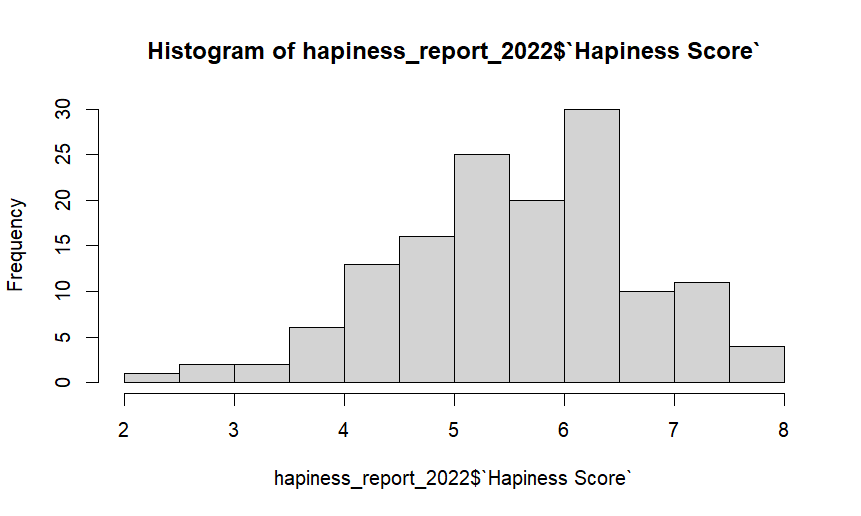 Histogram of hapiness_report_2022$`Hapiness Score`
Frequency
30
25
20
15
10
5
0
2 3 4 5 6 7 8
hapiness_report_2022$`Hapiness Score`